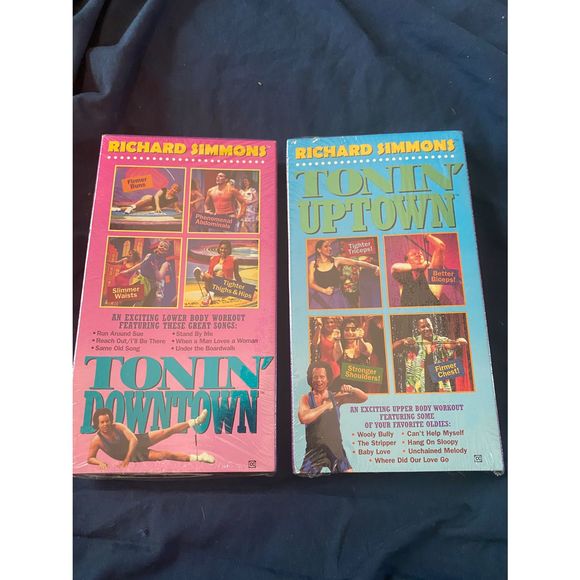 RICHARD SIMMONS
Firmer
Buns
Phenomenal
Abdominals
Slimmer
Waists
Tighter
Thighs & Hips
AN EXCITING LOWER BODY WORKOUT
FEATURING THESE GREAT SONGS:
• Run Around Sue • Stand By Me
• Reach Out/I'll Be There • When a Man Loves a Woman
• Same Old Song • Under the Boardwalk
TONIN'
DOWNTOWN
RICHARD SIMMONS
TONIN'
UPTOWN
Tighter
Triceps!
Better
Biceps!
Stronger
Shoulders!
Firmer
Chest!
AN EXCITING UPPER BODY WORKOUT
FEATURING SOME
OF YOUR FAVORITE OLDIES:
• Wooly Bully • Can't Help Myself
• The Stripper • Hang On Sloopy
• Baby Love • Unchained Melody
• Where Did Our Love Go